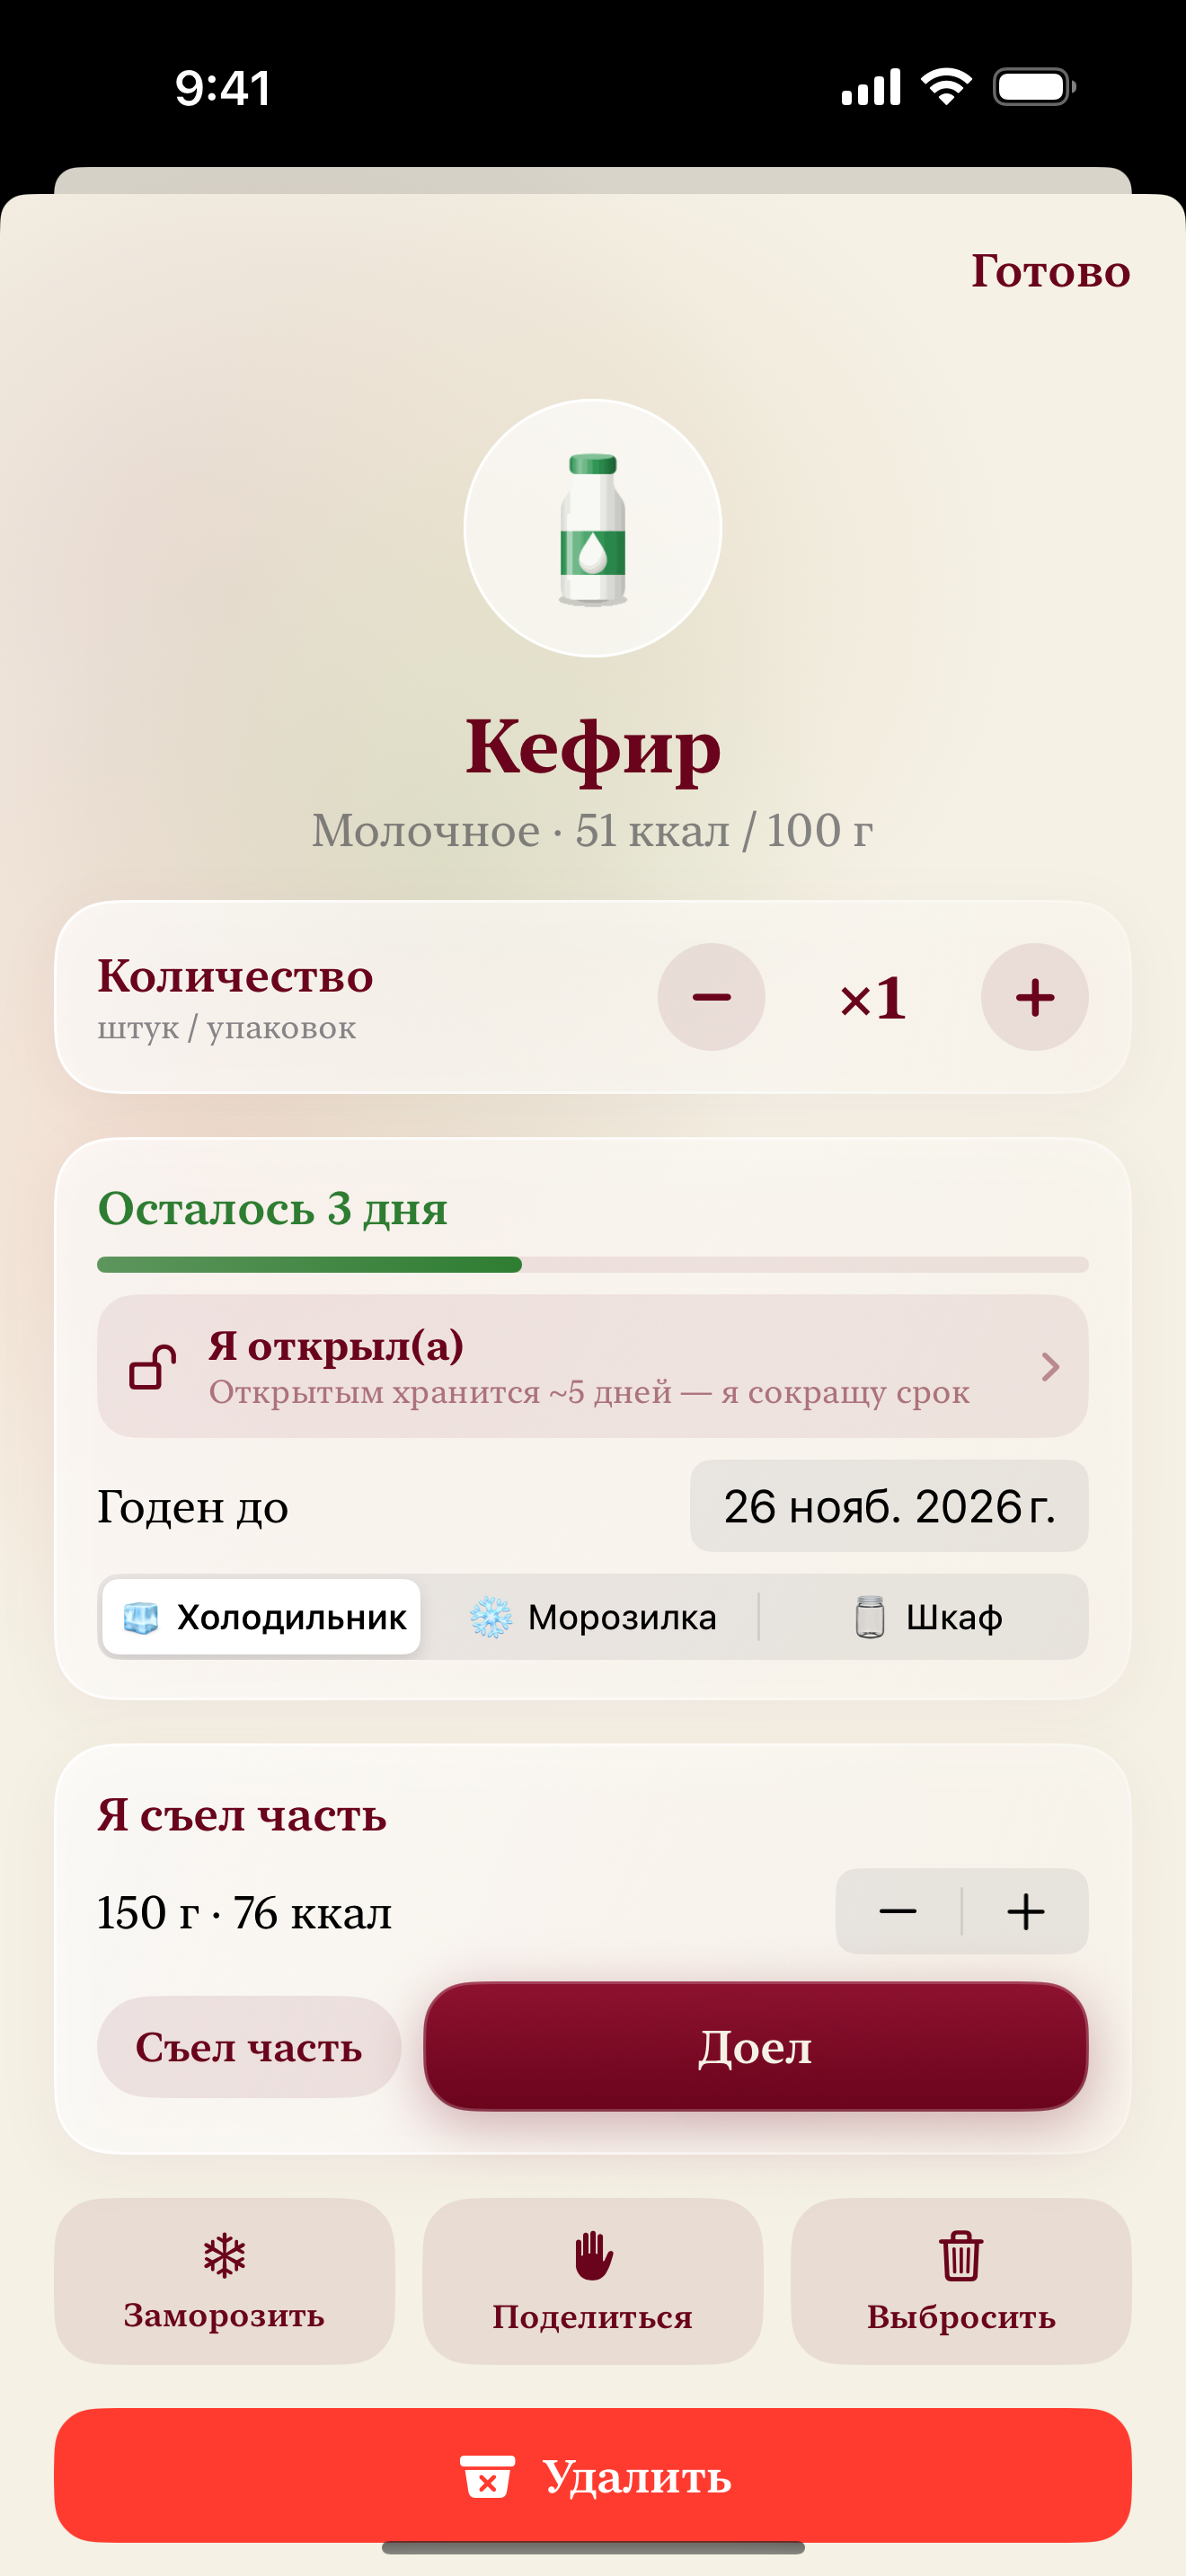 9:41
Готово
Кефир
Молочное · 51 ккал / 100 г
Количество
штук / упаковок
×1
Осталось 3 дня
Я открыл(а)
Открытым хранится ~5 дней — я сокращу срок
Годен до
26 нояб. 2026 г.
Холодильник
Морозилка
Шкаф
Я съел часть
150 г · 76 ккал
Съел часть
Доел
Заморозить
Поделиться
Выбросить
Удалить